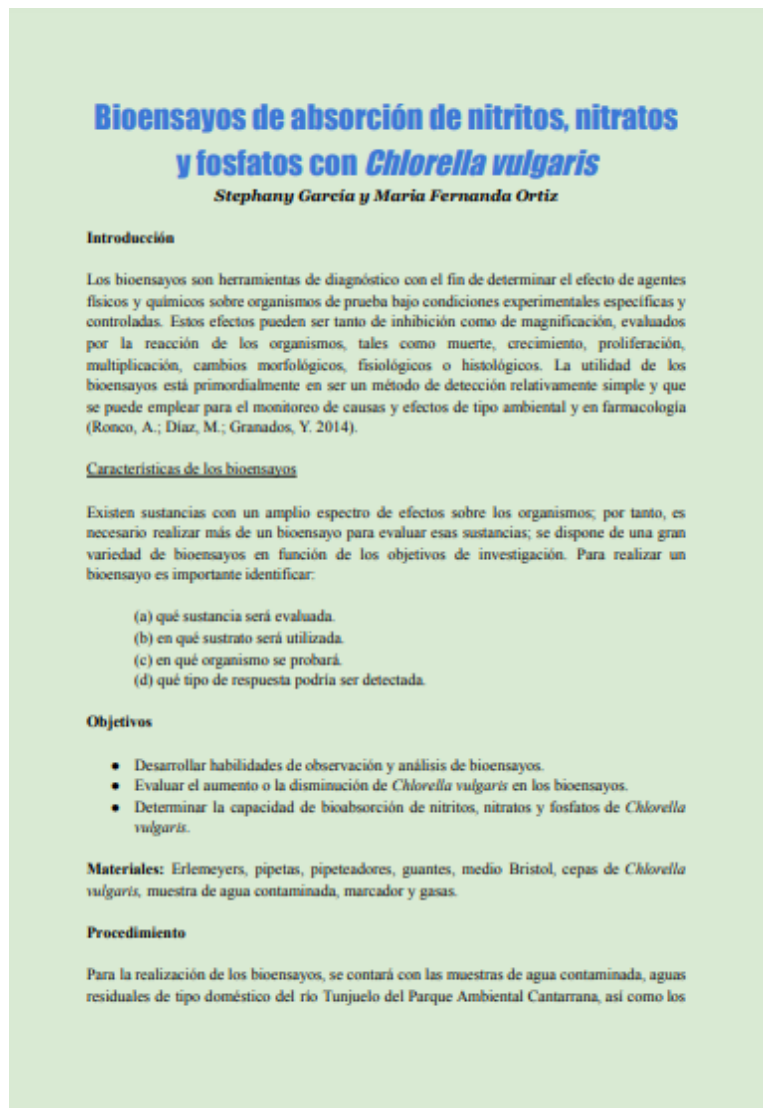 Bioensayos de absorción de nitritos, nitratos
y fosfatos con Chlorella vulgaris
Stephany García y Maria Fernanda Ortiz
Introducción
Los bioensayos son herramientas de diagnóstico con el fin de determinar el efecto de agentes
físicos y químicos sobre organismos de prueba bajo condiciones experimentales específicas y
controladas. Estos efectos pueden ser tanto de inhibición como de magnificación, evaluados
por la reacción de los organismos, tales como muerte, crecimiento, proliferación,
multiplicación, cambios morfológicos, fisiológicos o histológicos. La utilidad de los
bioensayos está primordialmente en ser un método de detección relativamente simple y que
se puede emplear para el monitoreo de causas y efectos de tipo ambiental y en farmacología
(Ronco, A.; Díaz, M.; Granados, Y. 2014).
Características de los bioensayos
Existen sustancias con un amplio espectro de efectos sobre los organismos; por tanto, es
necesario realizar más de un bioensayo para evaluar esas sustancias; se dispone de una gran
variedad de bioensayos en función de los objetivos de investigación. Para realizar un
bioensayo es importante identificar:
(a) qué sustancia será evaluada.
(b) en qué sustrato será utilizada.
(c) en qué organismo se probará.
(d) qué tipo de respuesta podría ser detectada.
Objetivos
● Desarrollar habilidades de observación y análisis de bioensayos.
● Evaluar el aumento o la disminución de Chlorella vulgaris en los bioensayos.
● Determinar la capacidad de bioabsorción de nitritos, nitratos y fosfatos de Chlorella
vulgaris.
Materiales: Erlemeyers, pipetas, pipeteadores, guantes, medio Bristol, cepas de Chlorella
vulgaris, muestra de agua contaminada, marcador y gasas.
Procedimiento
Para la realización de los bioensayos, se contará con las muestras de agua contaminada, aguas
residuales de tipo doméstico del río Tunjuelo del Parque Ambiental Cantarrana, así como los